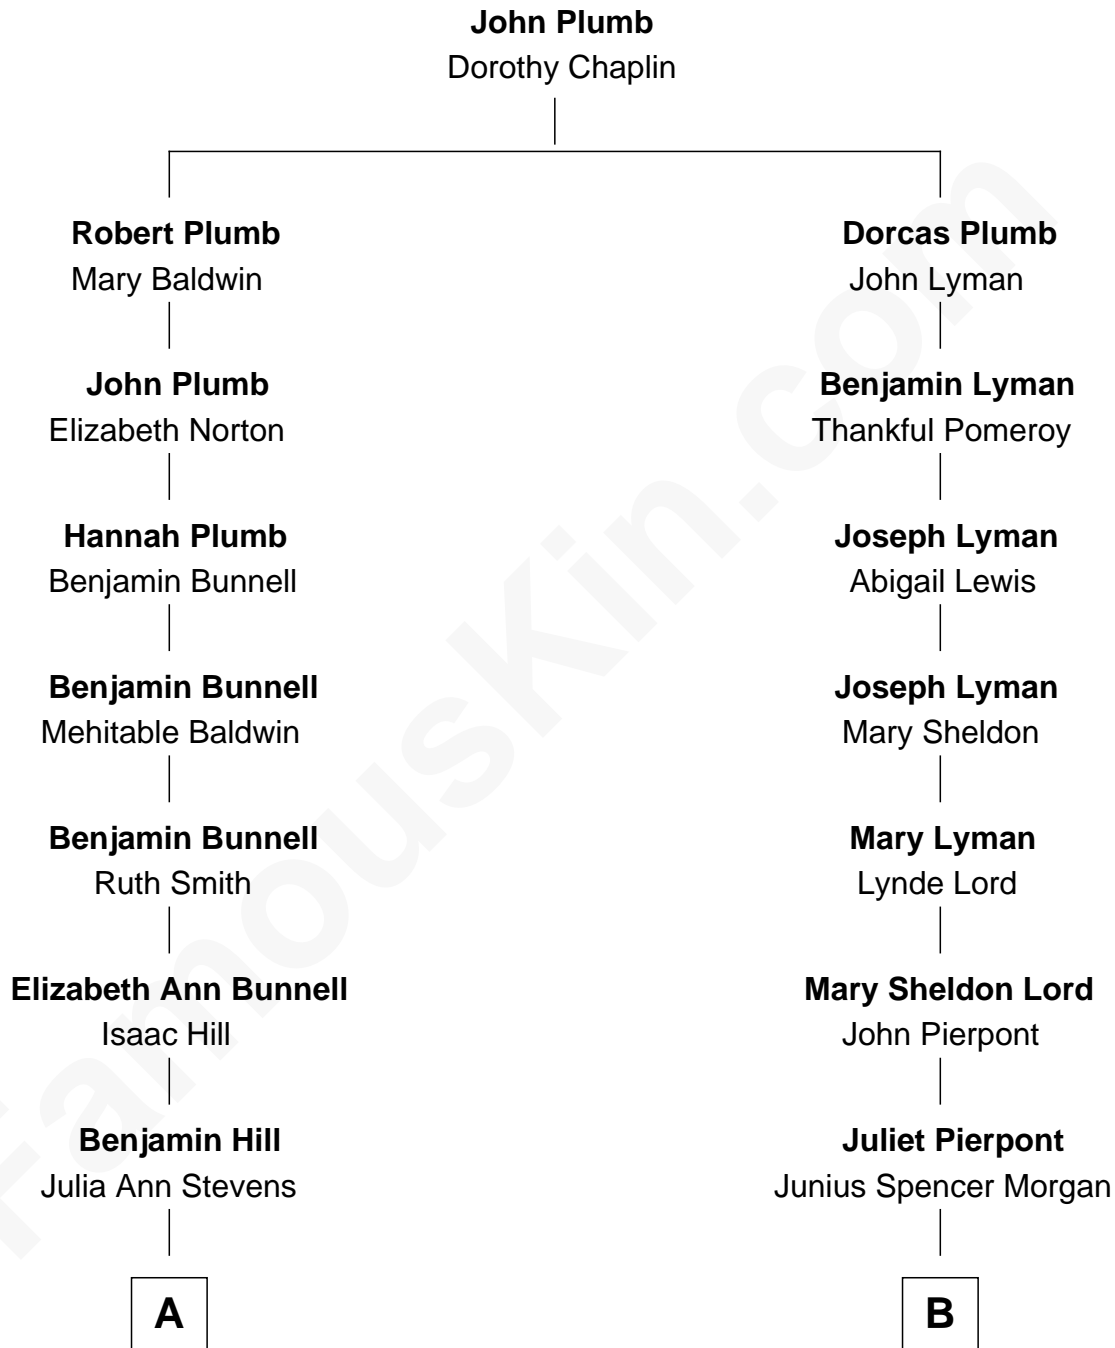 John Plumb
Dorothy Chaplin
Robert Plumb
Mary Baldwin
Dorcas Plumb
John Lyman
John Plumb
Elizabeth Norton
Benjamin Lyman
Thankful Pomeroy
Hannah Plumb
Benjamin Bunnell
Joseph Lyman
Abigail Lewis
Benjamin Bunnell
Mehitable Baldwin
Joseph Lyman
Mary Sheldon
Benjamin Bunnell
Ruth Smith
Mary Lyman
Lynde Lord
Elizabeth Ann Bunnell
Isaac Hill
Mary Sheldon Lord
John Pierpont
Benjamin Hill
Julia Ann Stevens
Juliet Pierpont
Junius Spencer Morgan
A
B
FamousKin.com